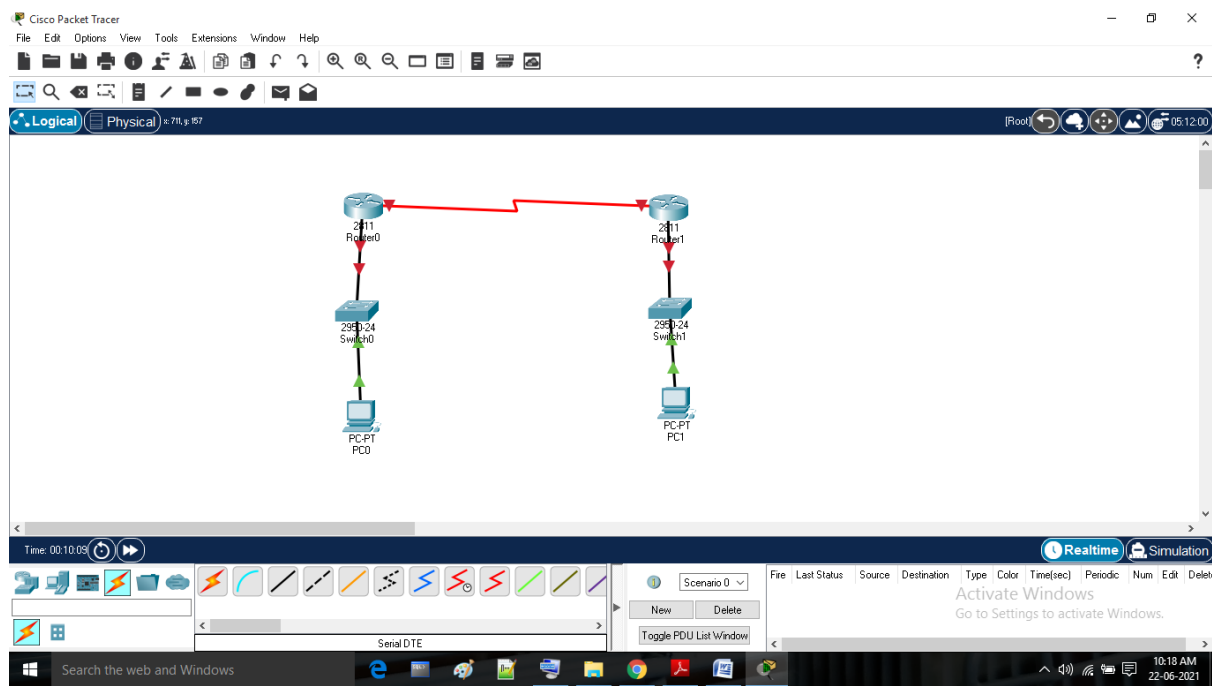 Cisco Packet Tracer
File Edit Options View Tools Extensions Window Help
?
Logical Physical x: 711, y: 157 [Root] 05:12:00
2811
Router0
2811
Router1
2950-24
Switch0
2950-24
Switch1
PC-PT
PC0
PC-PT
PC1
Time: 00:10:09 Realtime Simulation
Scenario 0
Fire Last Status Source Destination Type Color Time(sec) Periodic Num Edit Delet
New Delete
Toggle PDU List Window
Serial DTE
Activate Windows
Go to Settings to activate Windows.
Search the web and Windows
10:18 AM
22-06-2021